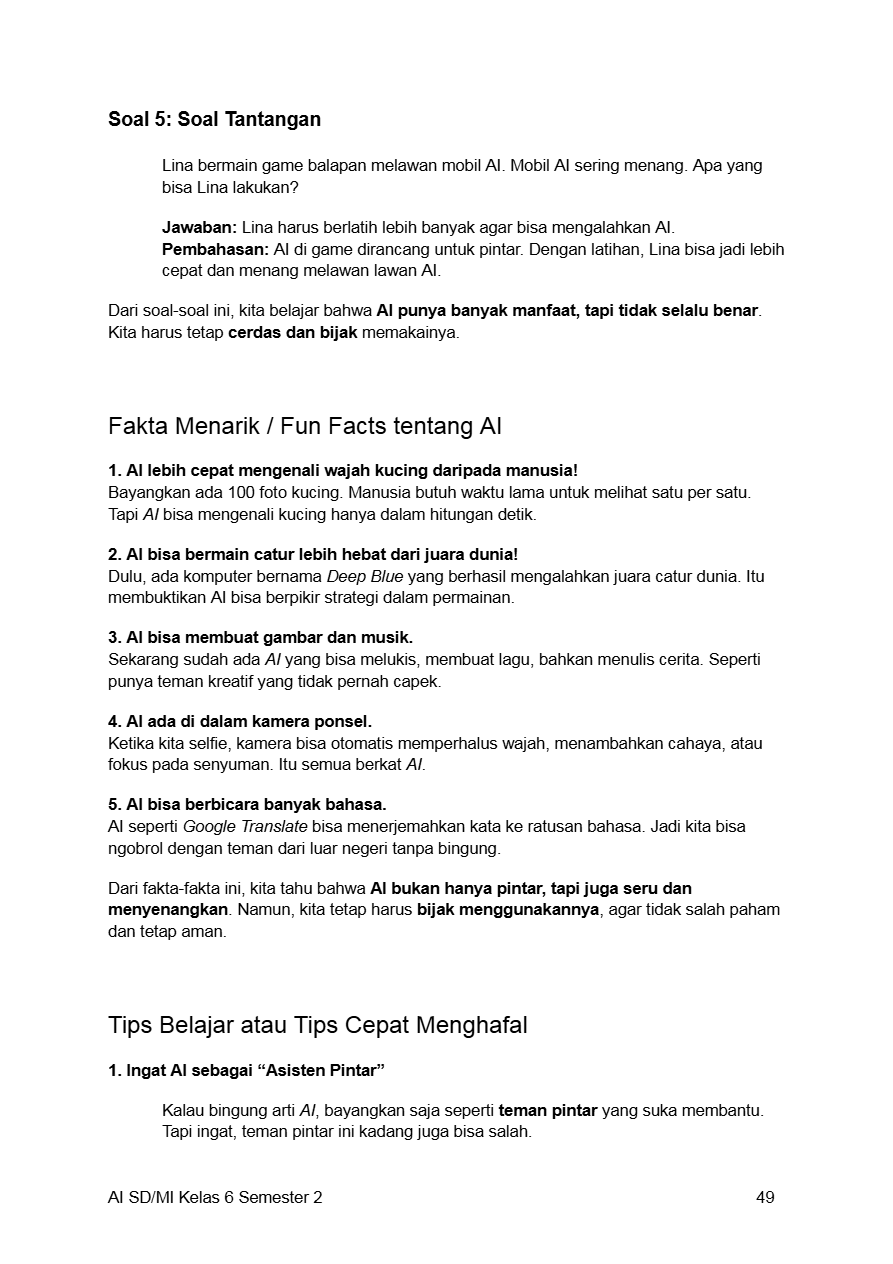 Soal 5: Soal Tantangan
Lina bermain game balapan melawan mobil AI. Mobil AI sering menang. Apa yang
bisa Lina lakukan?
Jawaban: Lina harus berlatih lebih banyak agar bisa mengalahkan AI.
Pembahasan: AI di game dirancang untuk pintar. Dengan latihan, Lina bisa jadi lebih
cepat dan menang melawan lawan AI.
Dari soal-soal ini, kita belajar bahwa AI punya banyak manfaat, tapi tidak selalu benar.
Kita harus tetap cerdas dan bijak memakainya.
Fakta Menarik / Fun Facts tentang AI
1. AI lebih cepat mengenali wajah kucing daripada manusia!
Bayangkan ada 100 foto kucing. Manusia butuh waktu lama untuk melihat satu per satu.
Tapi AI bisa mengenali kucing hanya dalam hitungan detik.
2. AI bisa bermain catur lebih hebat dari juara dunia!
Dulu, ada komputer bernama Deep Blue yang berhasil mengalahkan juara catur dunia. Itu
membuktikan AI bisa berpikir strategi dalam permainan.
3. AI bisa membuat gambar dan musik.
Sekarang sudah ada AI yang bisa melukis, membuat lagu, bahkan menulis cerita. Seperti
punya teman kreatif yang tidak pernah capek.
4. AI ada di dalam kamera ponsel.
Ketika kita selfie, kamera bisa otomatis memperhalus wajah, menambahkan cahaya, atau
fokus pada senyuman. Itu semua berkat AI.
5. AI bisa berbicara banyak bahasa.
AI seperti Google Translate bisa menerjemahkan kata ke ratusan bahasa. Jadi kita bisa
ngobrol dengan teman dari luar negeri tanpa bingung.
Dari fakta-fakta ini, kita tahu bahwa AI bukan hanya pintar, tapi juga seru dan
menyenangkan. Namun, kita tetap harus bijak menggunakannya, agar tidak salah paham
dan tetap aman.
Tips Belajar atau Tips Cepat Menghafal
1. Ingat AI sebagai “Asisten Pintar”
Kalau bingung arti AI, bayangkan saja seperti teman pintar yang suka membantu.
Tapi ingat, teman pintar ini kadang juga bisa salah.
AI SD/MI Kelas 6 Semester 2 49